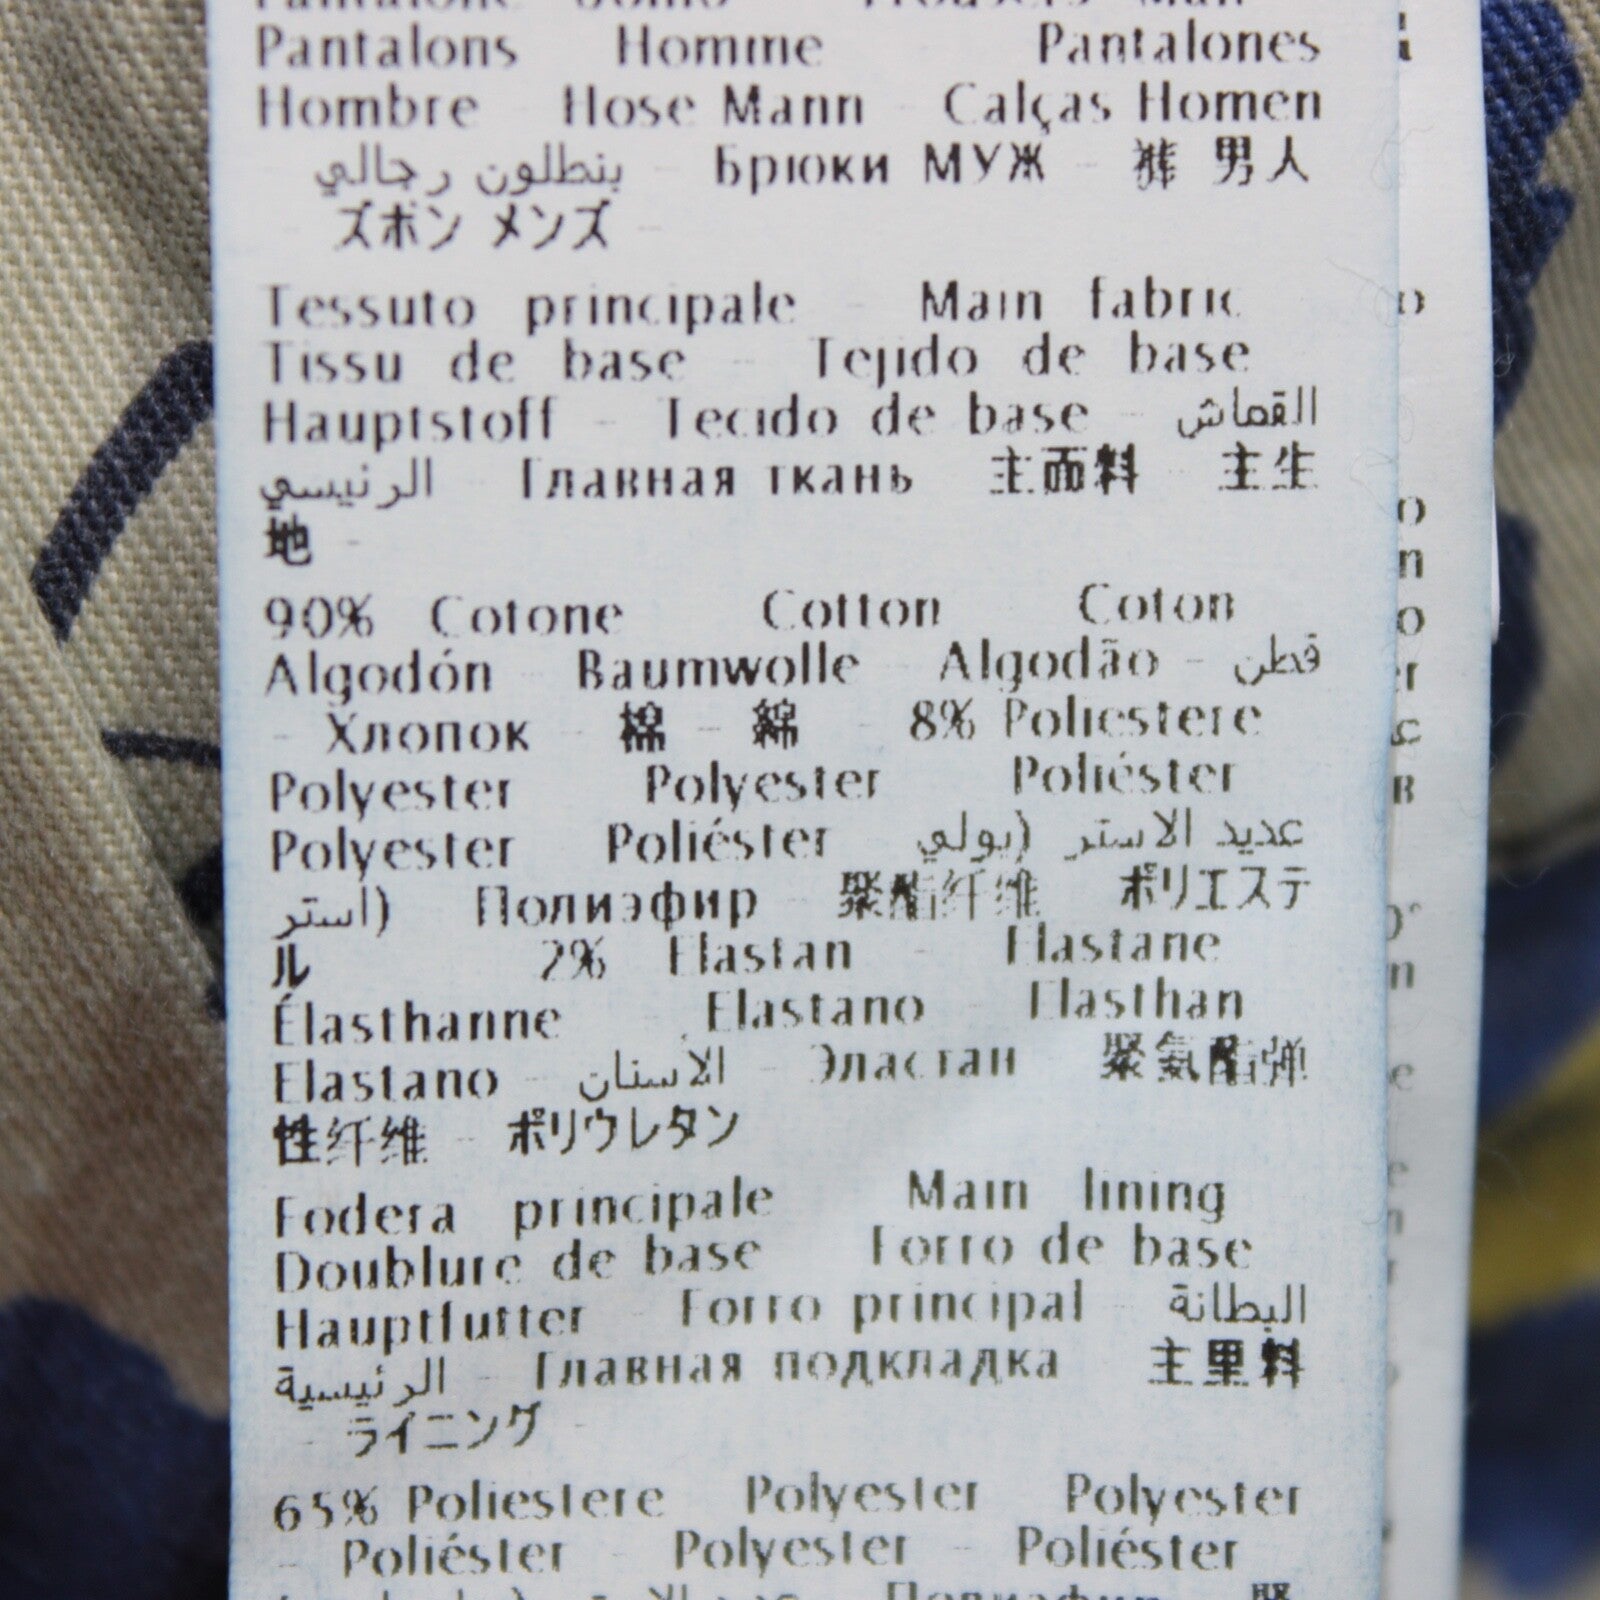 Pantalone Uomo - Trousers Man
Pantalons Homme Pantalones
Hombre Hose Mann - Calças Homen
بنطلون رجالي - Брюки МУЖ - 裤 男人
- ズボン メンズ -
Tessuto principale - Main fabric
Tissu de base - Tejido de base
Hauptstoff - Tecido de base - القماش
الرئيسي Главная ткань 主面料 - 主生
地 -
90% Cotone Cotton Coton
Algodón Baumwolle - Algodão - قطن
- Хлопок 棉 - 綿 8% Poliestere
Polyester Polyester Poliéster
Polyester Poliéster عديد الاستر (بولي
استر) Полиэфир - 聚酯纤维 ポリエステ
ル 2% Elastan - Elastane
Élasthanne Elastano Elasthan
Elastano - الاستان - Эластан 聚氨酯弹
性纤维 - ポリウレタン
Fodera principale Main lining
Doublure de base Forro de base
Hauptfutter Forro principal - البطانة
الرئيسية - Главная подкладка 主里料
- ライニング
65% Poliestere Polyester Polyester
- Poliéster Polyester - Poliéster